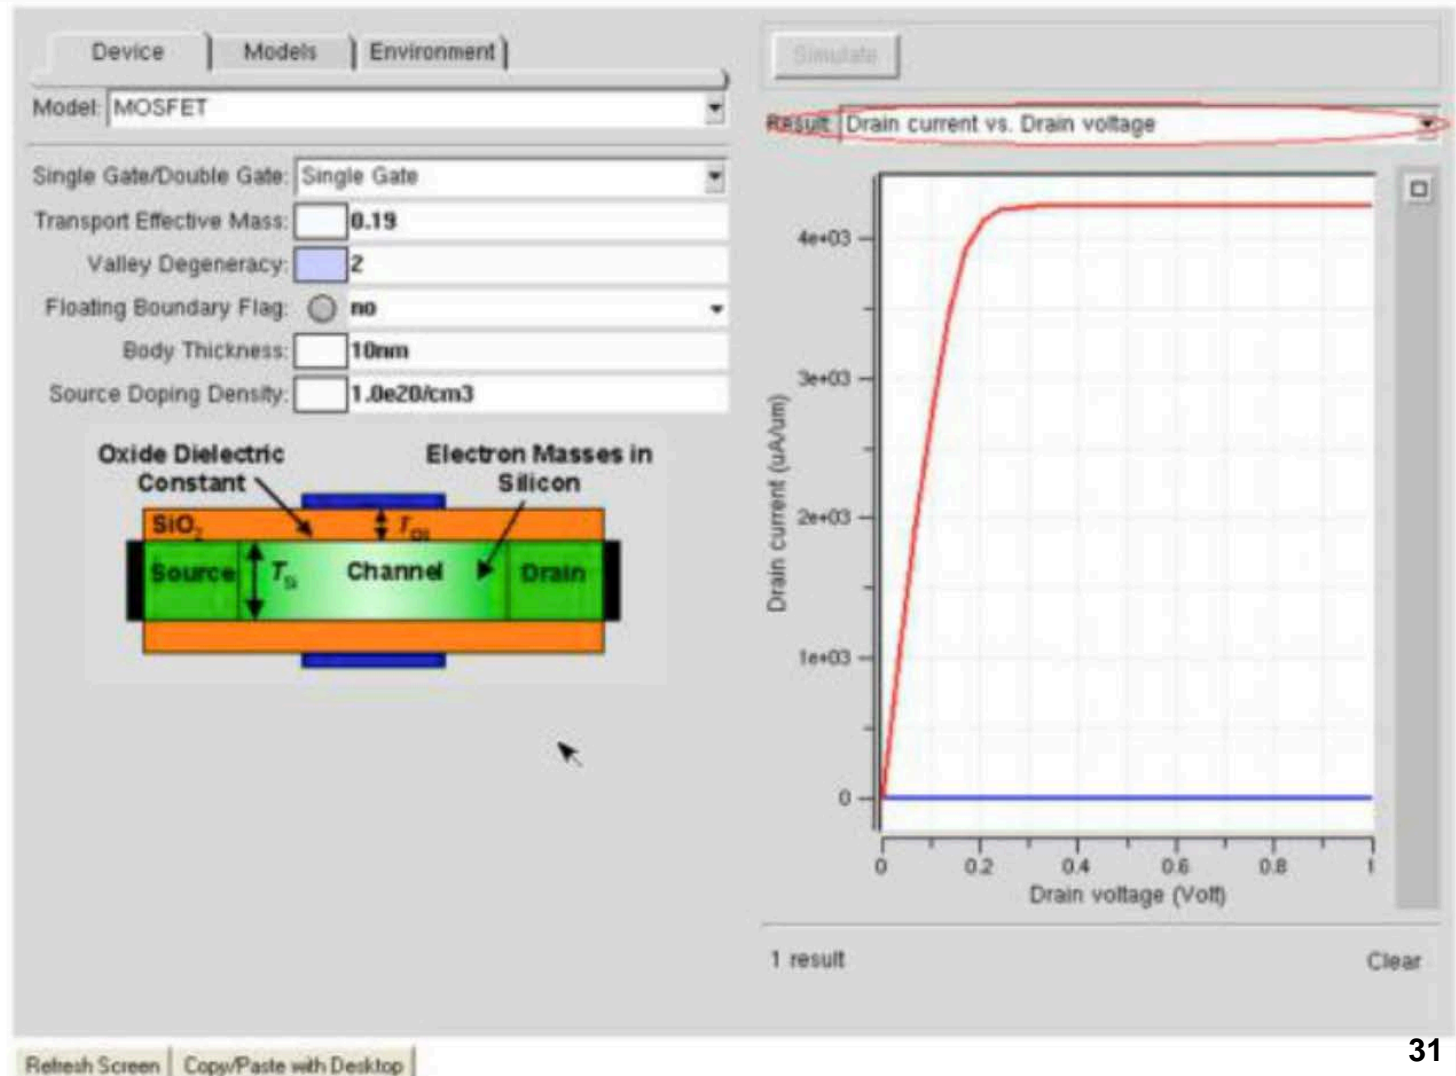 Device
Models
Environment
Model: MOSFET
Single Gate/Double Gate: Single Gate
Transport Effective Mass: 0.19
Valley Degeneracy: 2
Floating Boundary Flag: no
Body Thickness: 10nm
Source Doping Density: 1.0e20/cm3
Oxide Dielectric
Constant
Electron Masses in
Silicon
SiO2
Tox
Source
TSi
Channel
Drain
Simulate
Result: Drain current vs. Drain voltage
Drain current (uA/um)
4e+03
3e+03
2e+03
1e+03
0
0 0.2 0.4 0.6 0.8 1
Drain voltage (Volt)
1 result
Clear
Refresh Screen
Copy/Paste with Desktop
31